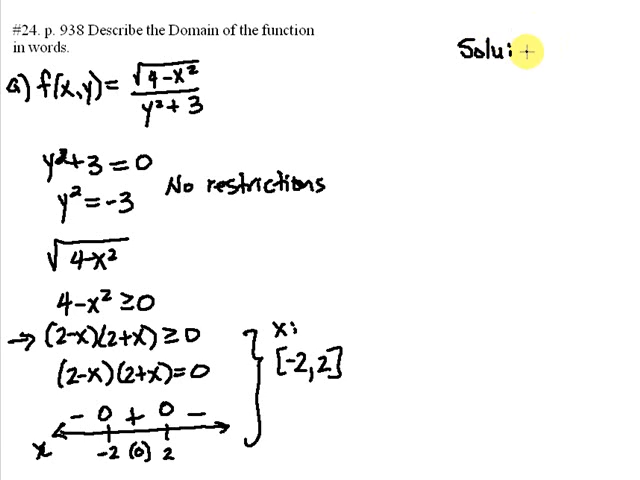 #24. p. 938 Describe the Domain of the function
in words.
Solu:
a) f(x,y) = √4-x² / y²+3
y²+3=0
y²=-3 No restrictions
√4-x²
4-x² ≥0
→ (2-x)(2+x) ≥0
(2-x)(2+x)=0
- 0 + 0 -
x -2 (0) 2
x:
[-2,2]